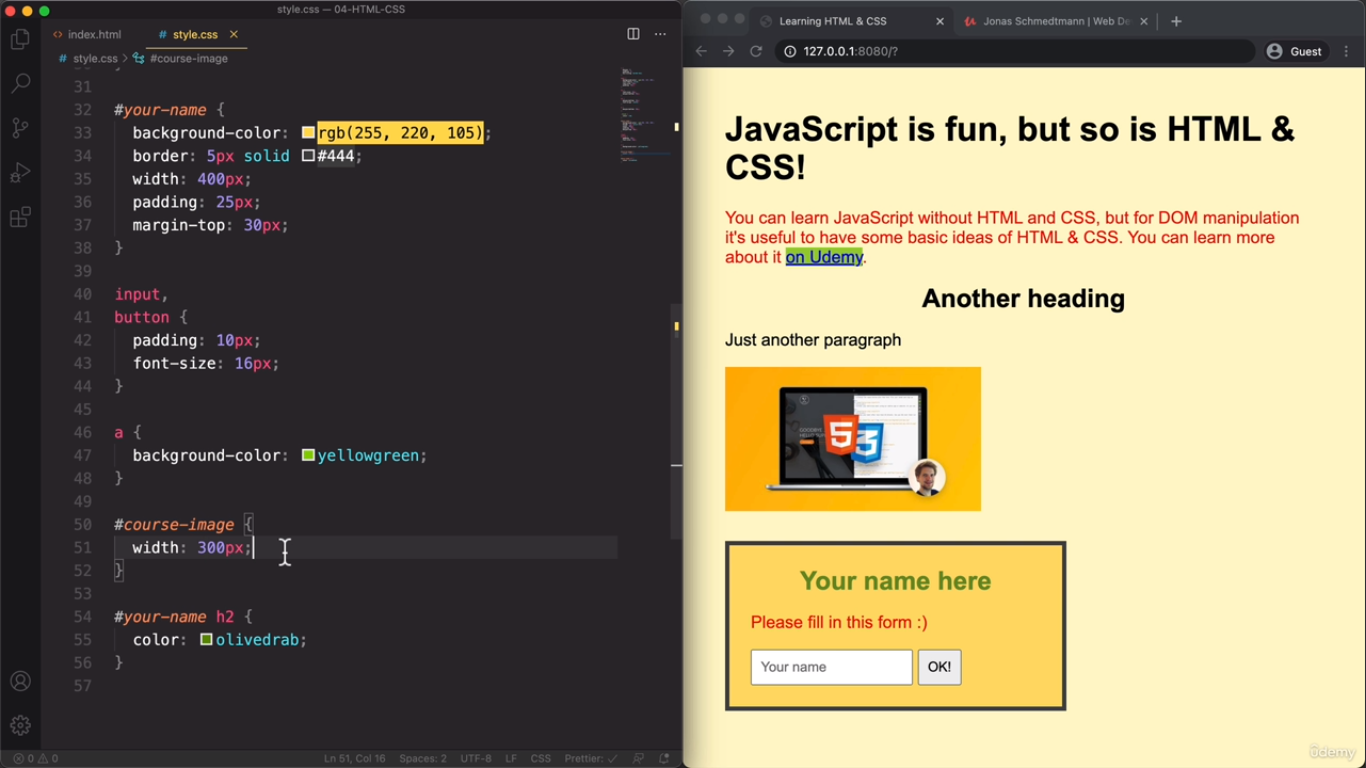 style.css — 04-HTML-CSS
index.html
# style.css
# style.css > #course-image
31
32 #your-name {
33 background-color: rgb(255, 220, 105);
34 border: 5px solid #444;
35 width: 400px;
36 padding: 25px;
37 margin-top: 30px;
38 }
39
40 input,
41 button {
42 padding: 10px;
43 font-size: 16px;
44 }
45
46 a {
47 background-color: yellowgreen;
48 }
49
50 #course-image {
51 width: 300px;
52 }
53
54 #your-name h2 {
55 color: olivedrab;
56 }
57
0 0
Ln 51, Col 16 Spaces: 2 UTF-8 LF CSS Prettier: ✓
Learning HTML & CSS
Jonas Schmedtmann | Web De
127.0.0.1:8080/?
Guest
JavaScript is fun, but so is HTML &
CSS!
You can learn JavaScript without HTML and CSS, but for DOM manipulation
it's useful to have some basic ideas of HTML & CSS. You can learn more
about it on Udemy.
Another heading
Just another paragraph
5 3
Your name here
Please fill in this form :)
Your name
OK!
ûdemy